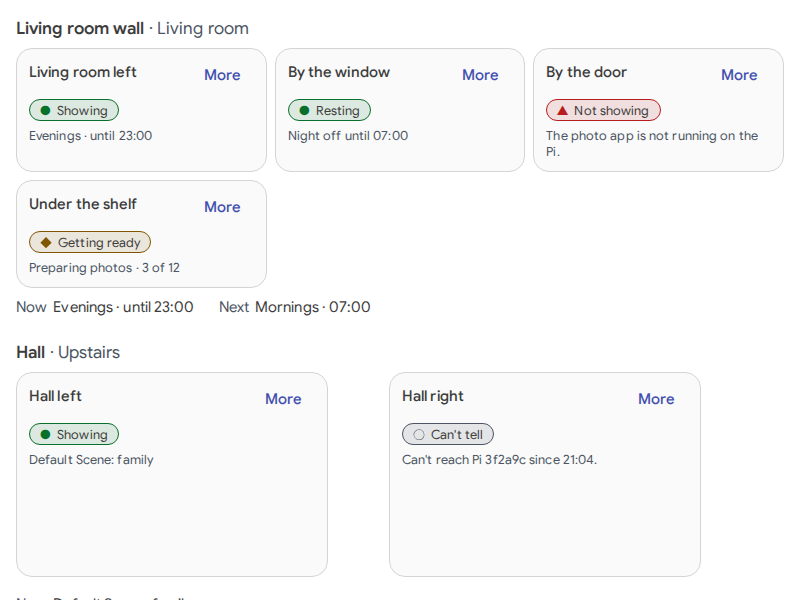 Living room wall · Living room
Living room left
More
Showing
Evenings · until 23:00
By the window
More
Resting
Night off until 07:00
By the door
More
Not showing
The photo app is not running on the
Pi.
Under the shelf
More
Getting ready
Preparing photos · 3 of 12
Now Evenings · until 23:00 Next Mornings · 07:00
Hall · Upstairs
Hall left
More
Showing
Default Scene: family
Hall right
More
Can't tell
Can't reach Pi 3f2a9c since 21:04.